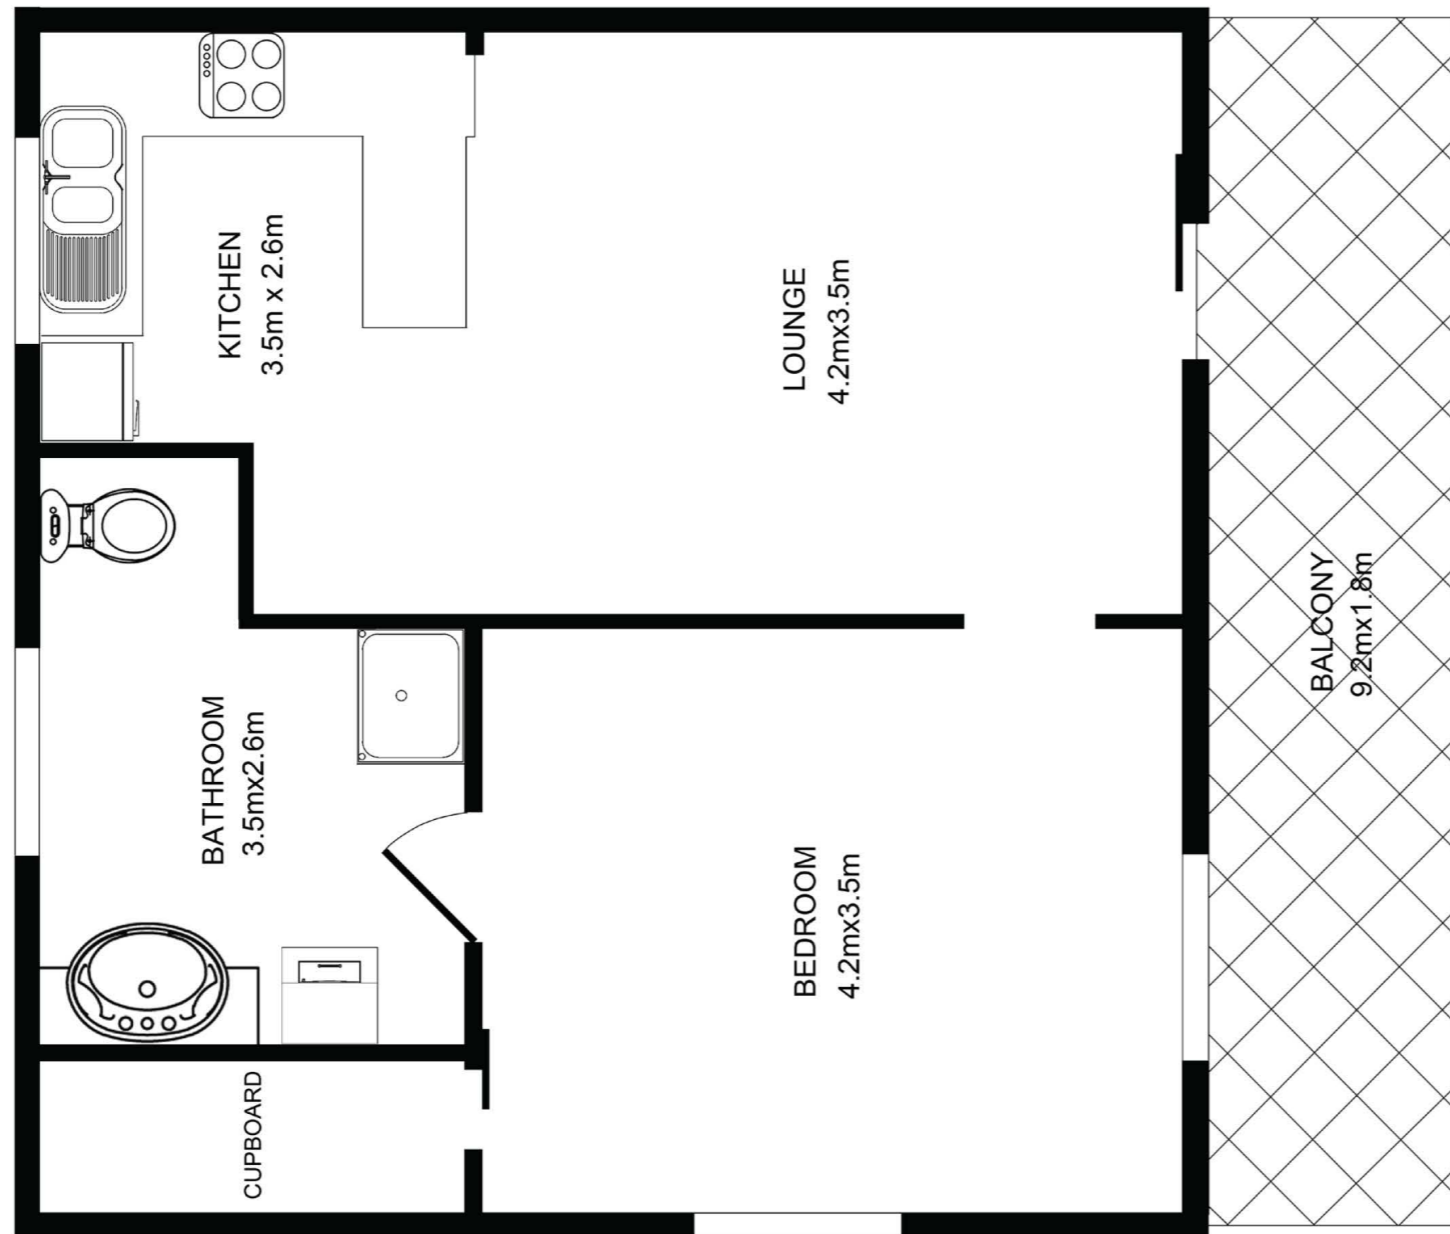 KITCHEN
3.5m x 2.6m
LOUNGE
4.2mx3.5m
BALCONY
9.2mx1.8m
BATHROOM
3.5mx2.6m
BEDROOM
4.2mx3.5m
CUPBOARD